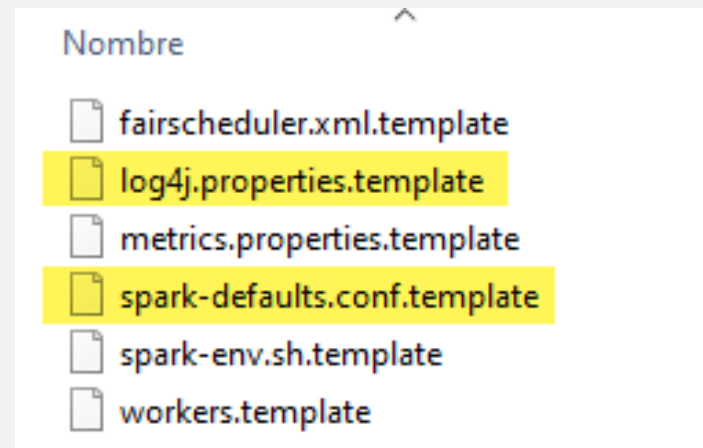 Nombre
fairscheduler.xml.template
log4j.properties.template
metrics.properties.template
spark-defaults.conf.template
spark-env.sh.template
workers.template